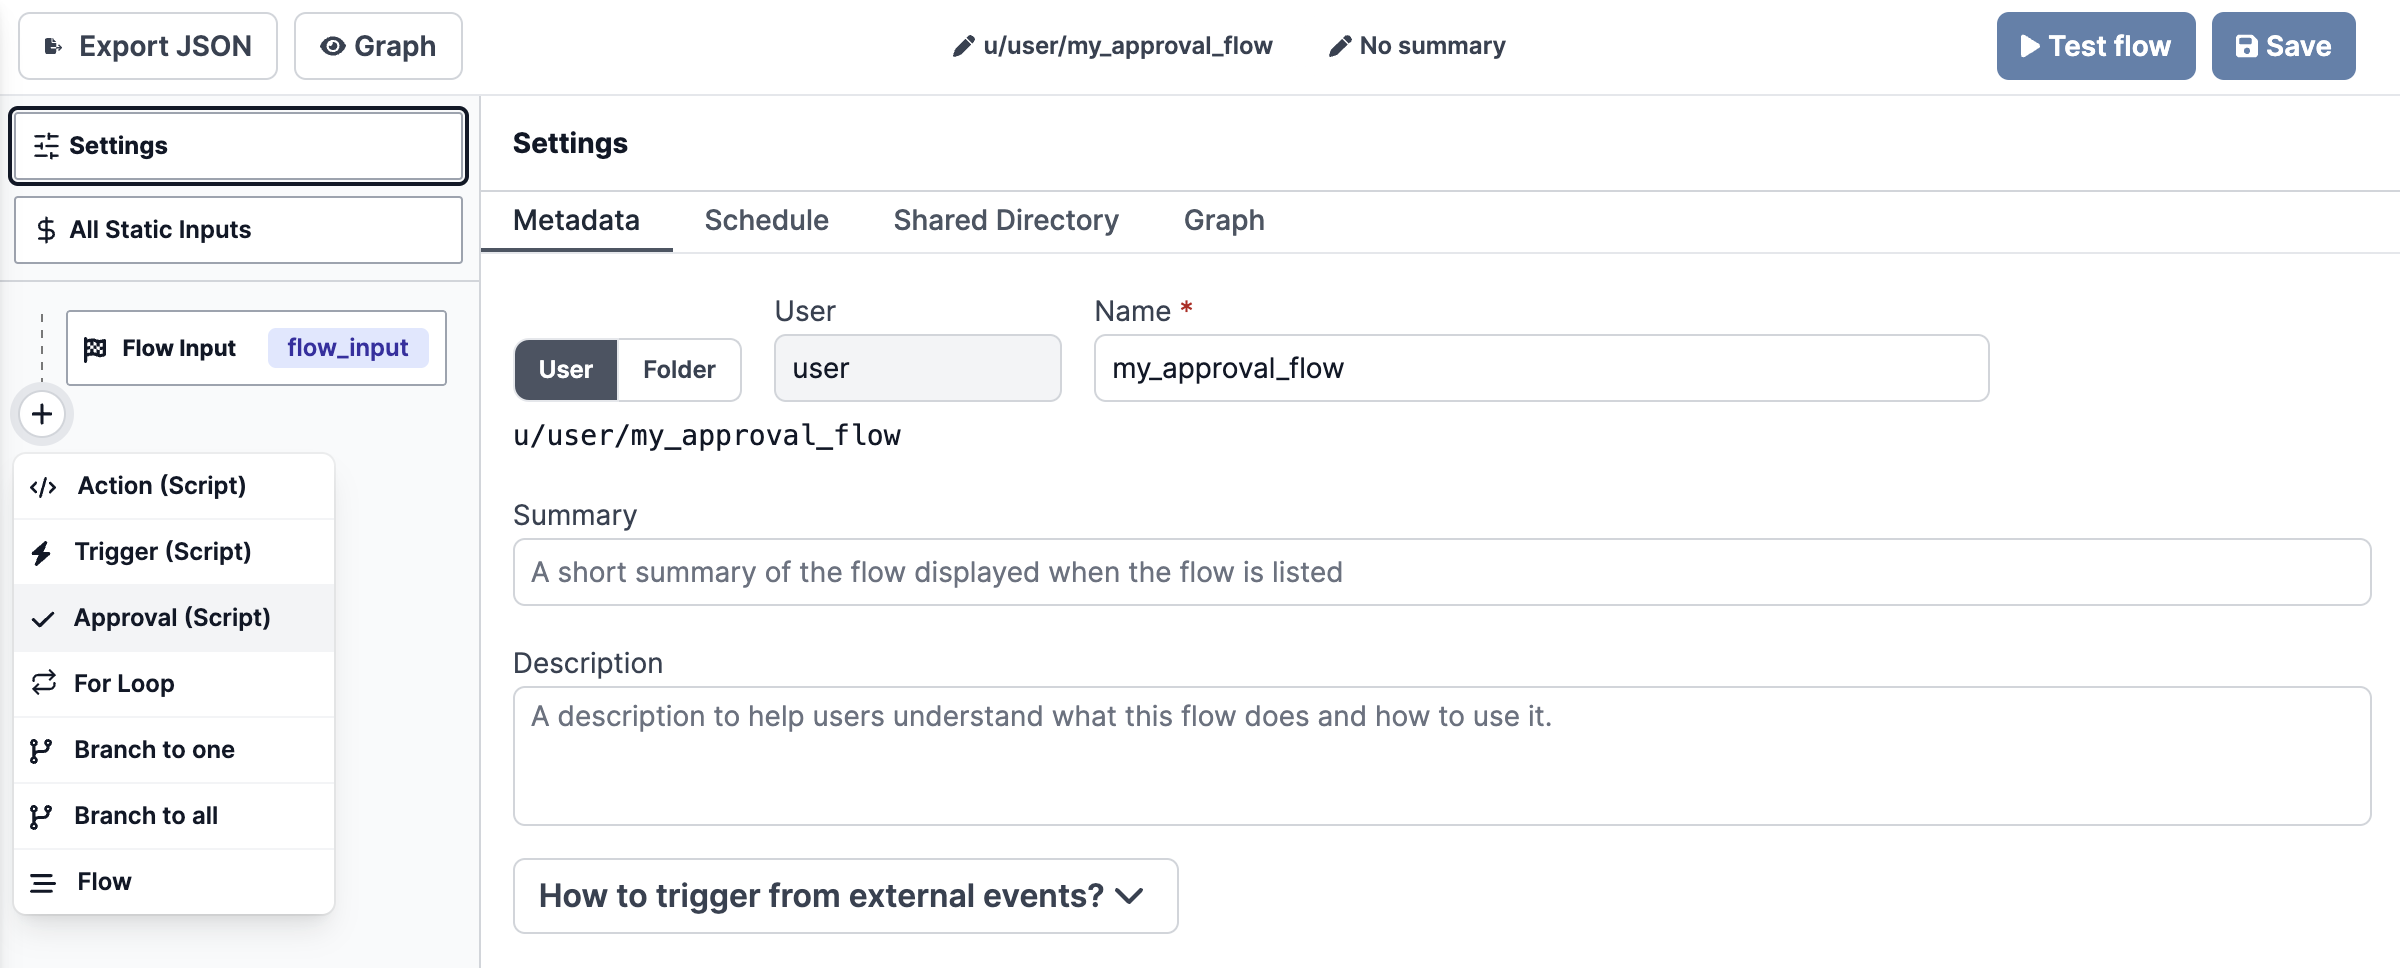 Export JSON
Graph
u/user/my_approval_flow
No summary
Test flow
Save
Settings
All Static Inputs
Flow Input
flow_input
Action (Script)
Trigger (Script)
Approval (Script)
For Loop
Branch to one
Branch to all
Flow
Settings
Metadata
Schedule
Shared Directory
Graph
User
Folder
User
user
Name *
my_approval_flow
u/user/my_approval_flow
Summary
A short summary of the flow displayed when the flow is listed
Description
A description to help users understand what this flow does and how to use it.
How to trigger from external events?